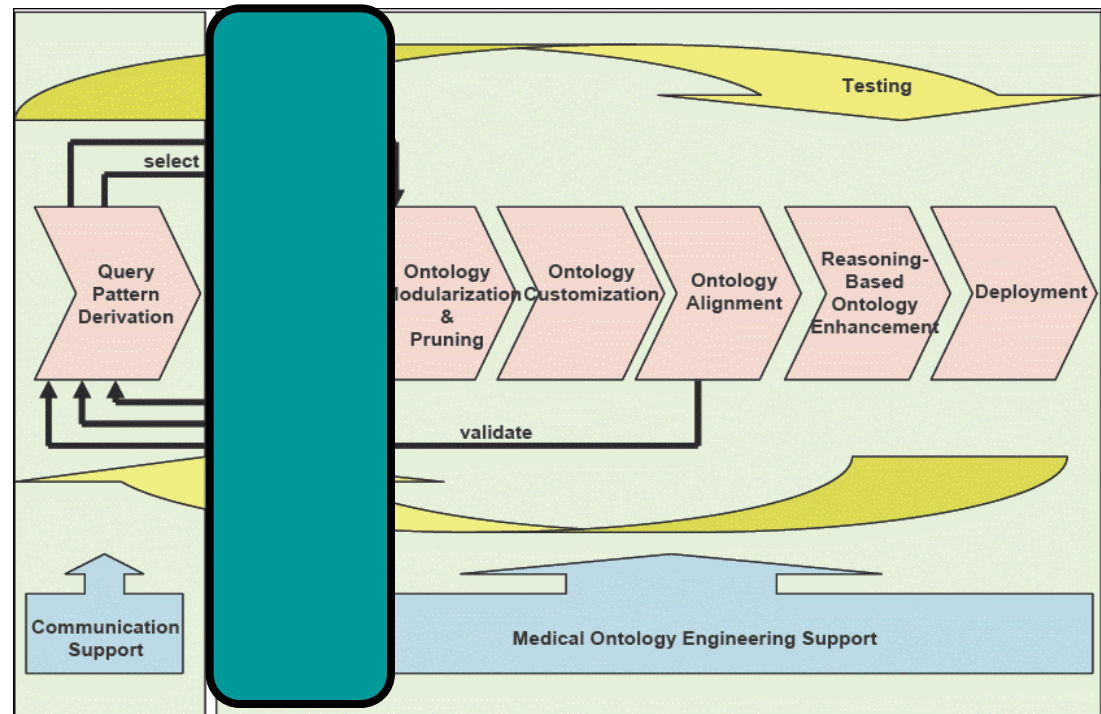 Testing
select
Query
Pattern
Derivation
Ontology
Modularization
&
Pruning
Ontology
Customization
Ontology
Alignment
Reasoning-
Based
Ontology
Enhancement
Deployment
validate
Communication
Support
Medical Ontology Engineering Support